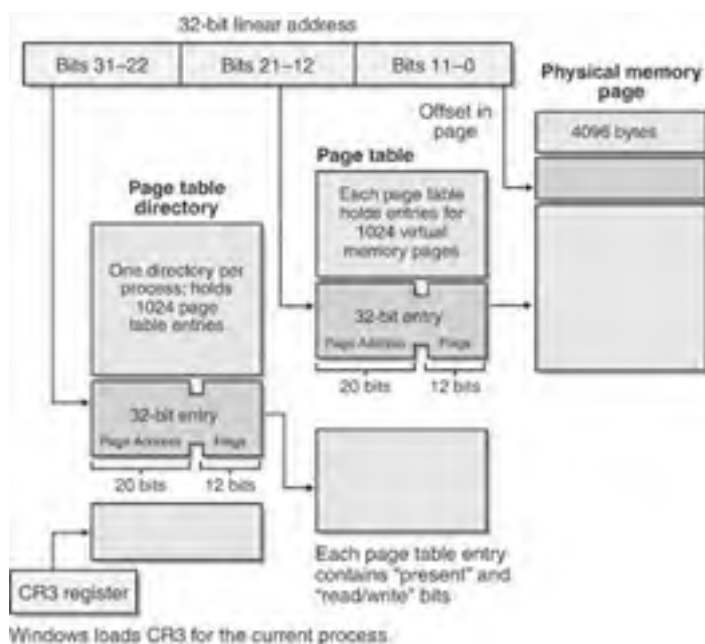 32-bit linear address
Bits 31–22
Bits 21–12
Bits 11–0
Physical memory
page
Offset in
page
4096 bytes
Page table
Each page table
holds entries for
1024 virtual
memory pages
Page table
directory
One directory per
process; holds
1024 page
table entries
32-bit entry
Page Address
Flags
20 bits
12 bits
32-bit entry
Page Address
Flags
20 bits
12 bits
Each page table entry
contains "present" and
"read/write" bits
CR3 register
Windows loads CR3 for the current process.